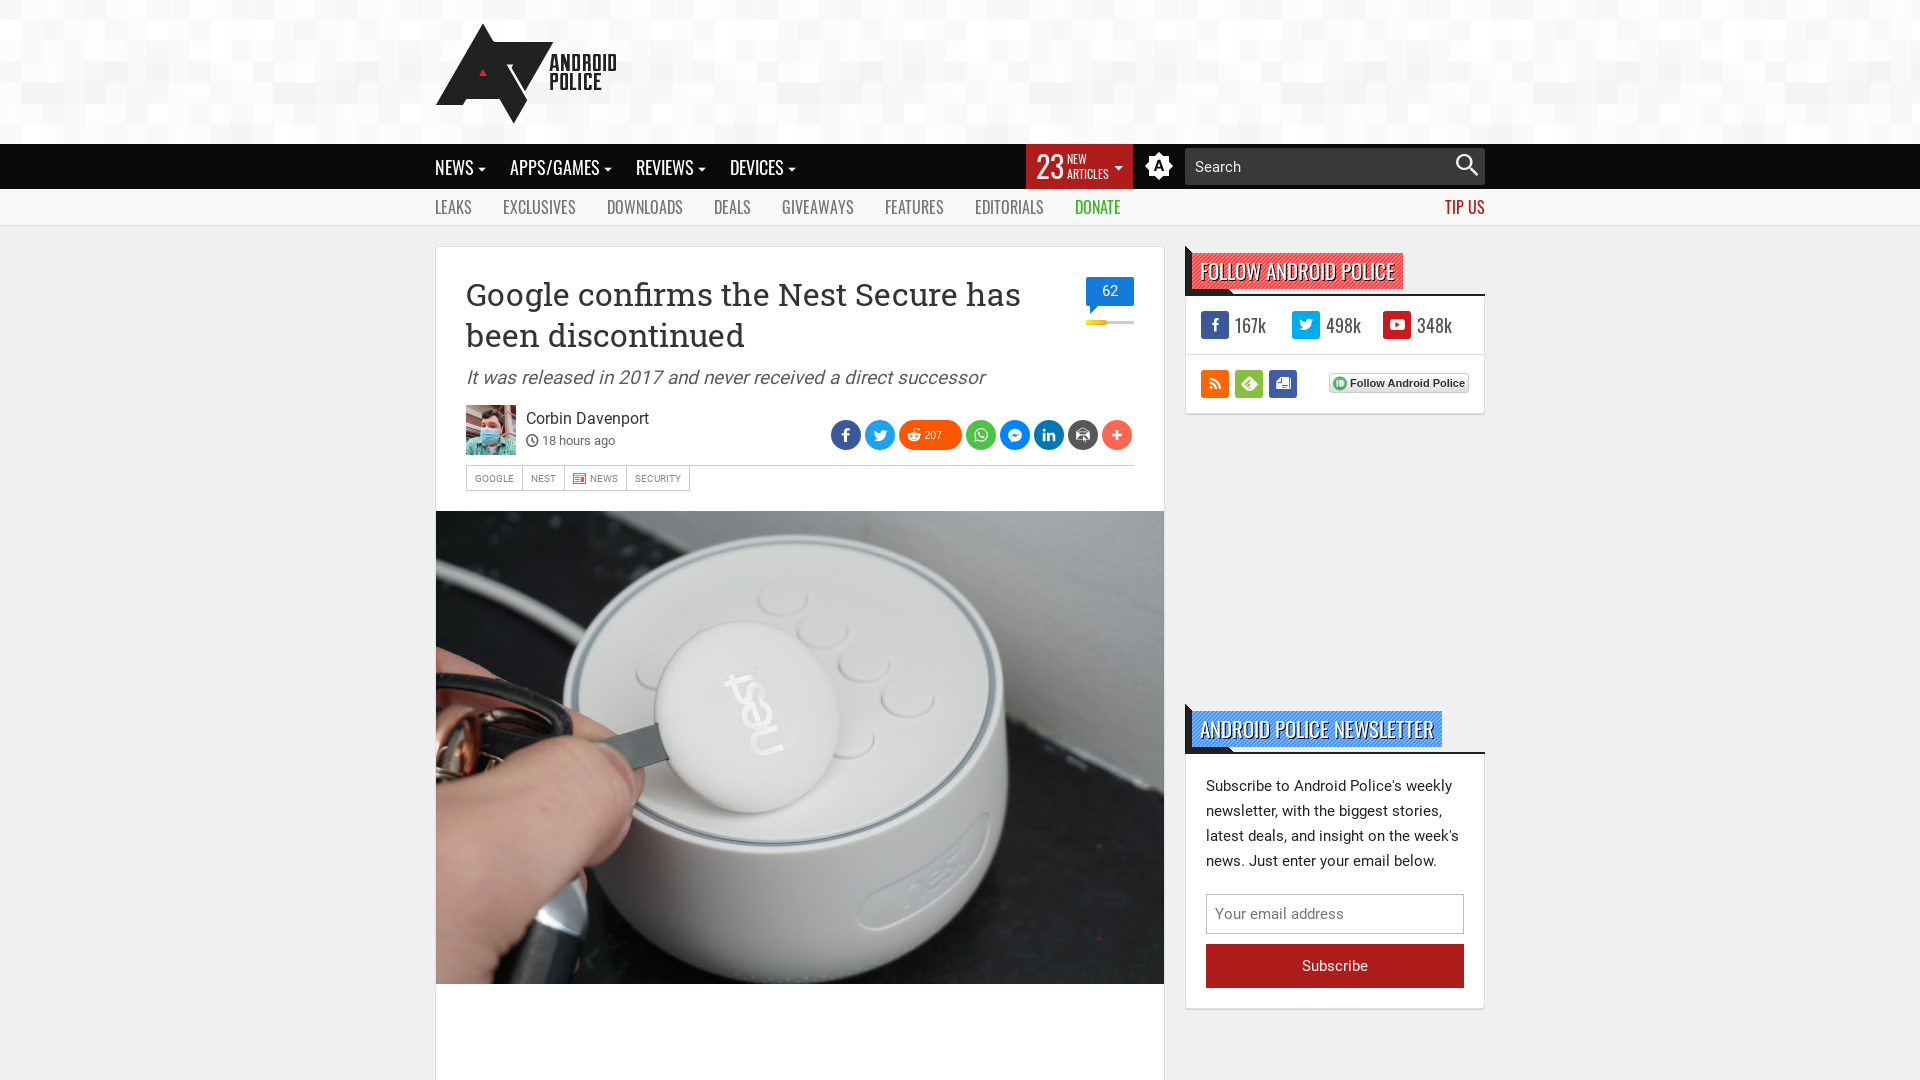 ANDROID
POLICE
NEWS
APPS/GAMES
REVIEWS
DEVICES
23 NEW ARTICLES
A
Search
LEAKS
EXCLUSIVES
DOWNLOADS
DEALS
GIVEAWAYS
FEATURES
EDITORIALS
DONATE
TIP US
Google confirms the Nest Secure has
been discontinued
62
It was released in 2017 and never received a direct successor
Corbin Davenport
18 hours ago
207
GOOGLE
NEST
NEWS
SECURITY
nest
nest
FOLLOW ANDROID POLICE
167k
498k
348k
Follow Android Police
ANDROID POLICE NEWSLETTER
Subscribe to Android Police's weekly
newsletter, with the biggest stories,
latest deals, and insight on the week's
news. Just enter your email below.
Your email address
Subscribe